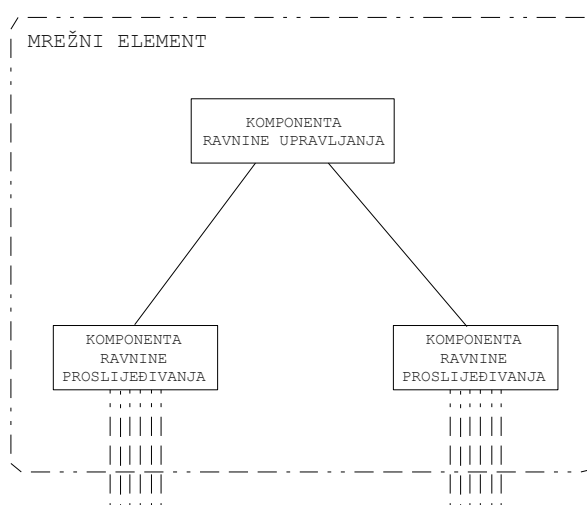 MREŽNI ELEMENT
KOMPONENTA
RAVNINE UPRAVLJANJA
KOMPONENTA
RAVNINE
PROSLIJEĐIVANJA
KOMPONENTA
RAVNINE
PROSLIJEĐIVANJA